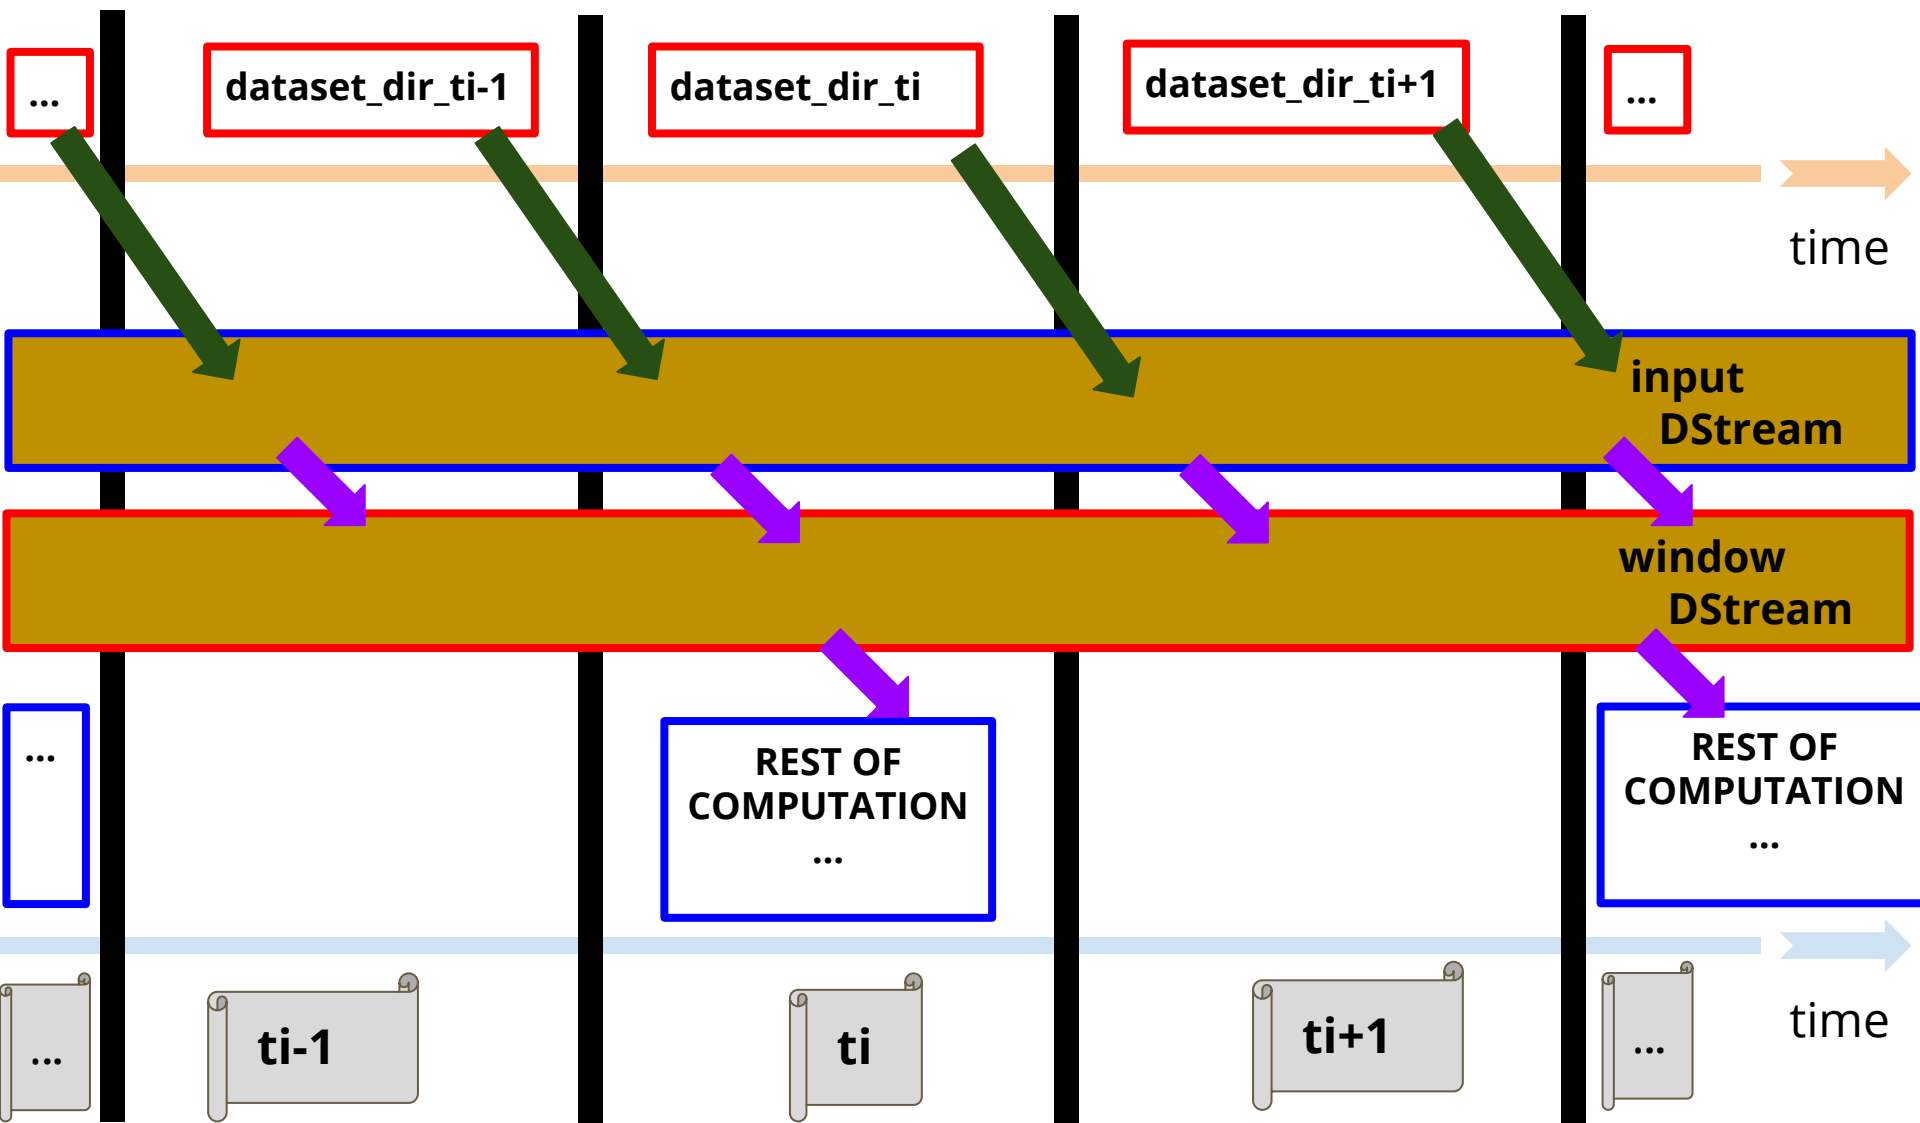 ...
dataset_dir_ti-1
dataset_dir_ti
dataset_dir_ti+1
...
time
input
DStream
window
DStream
...
REST OF
COMPUTATION
...
REST OF
COMPUTATION
...
...
ti-1
ti
ti+1
...
time